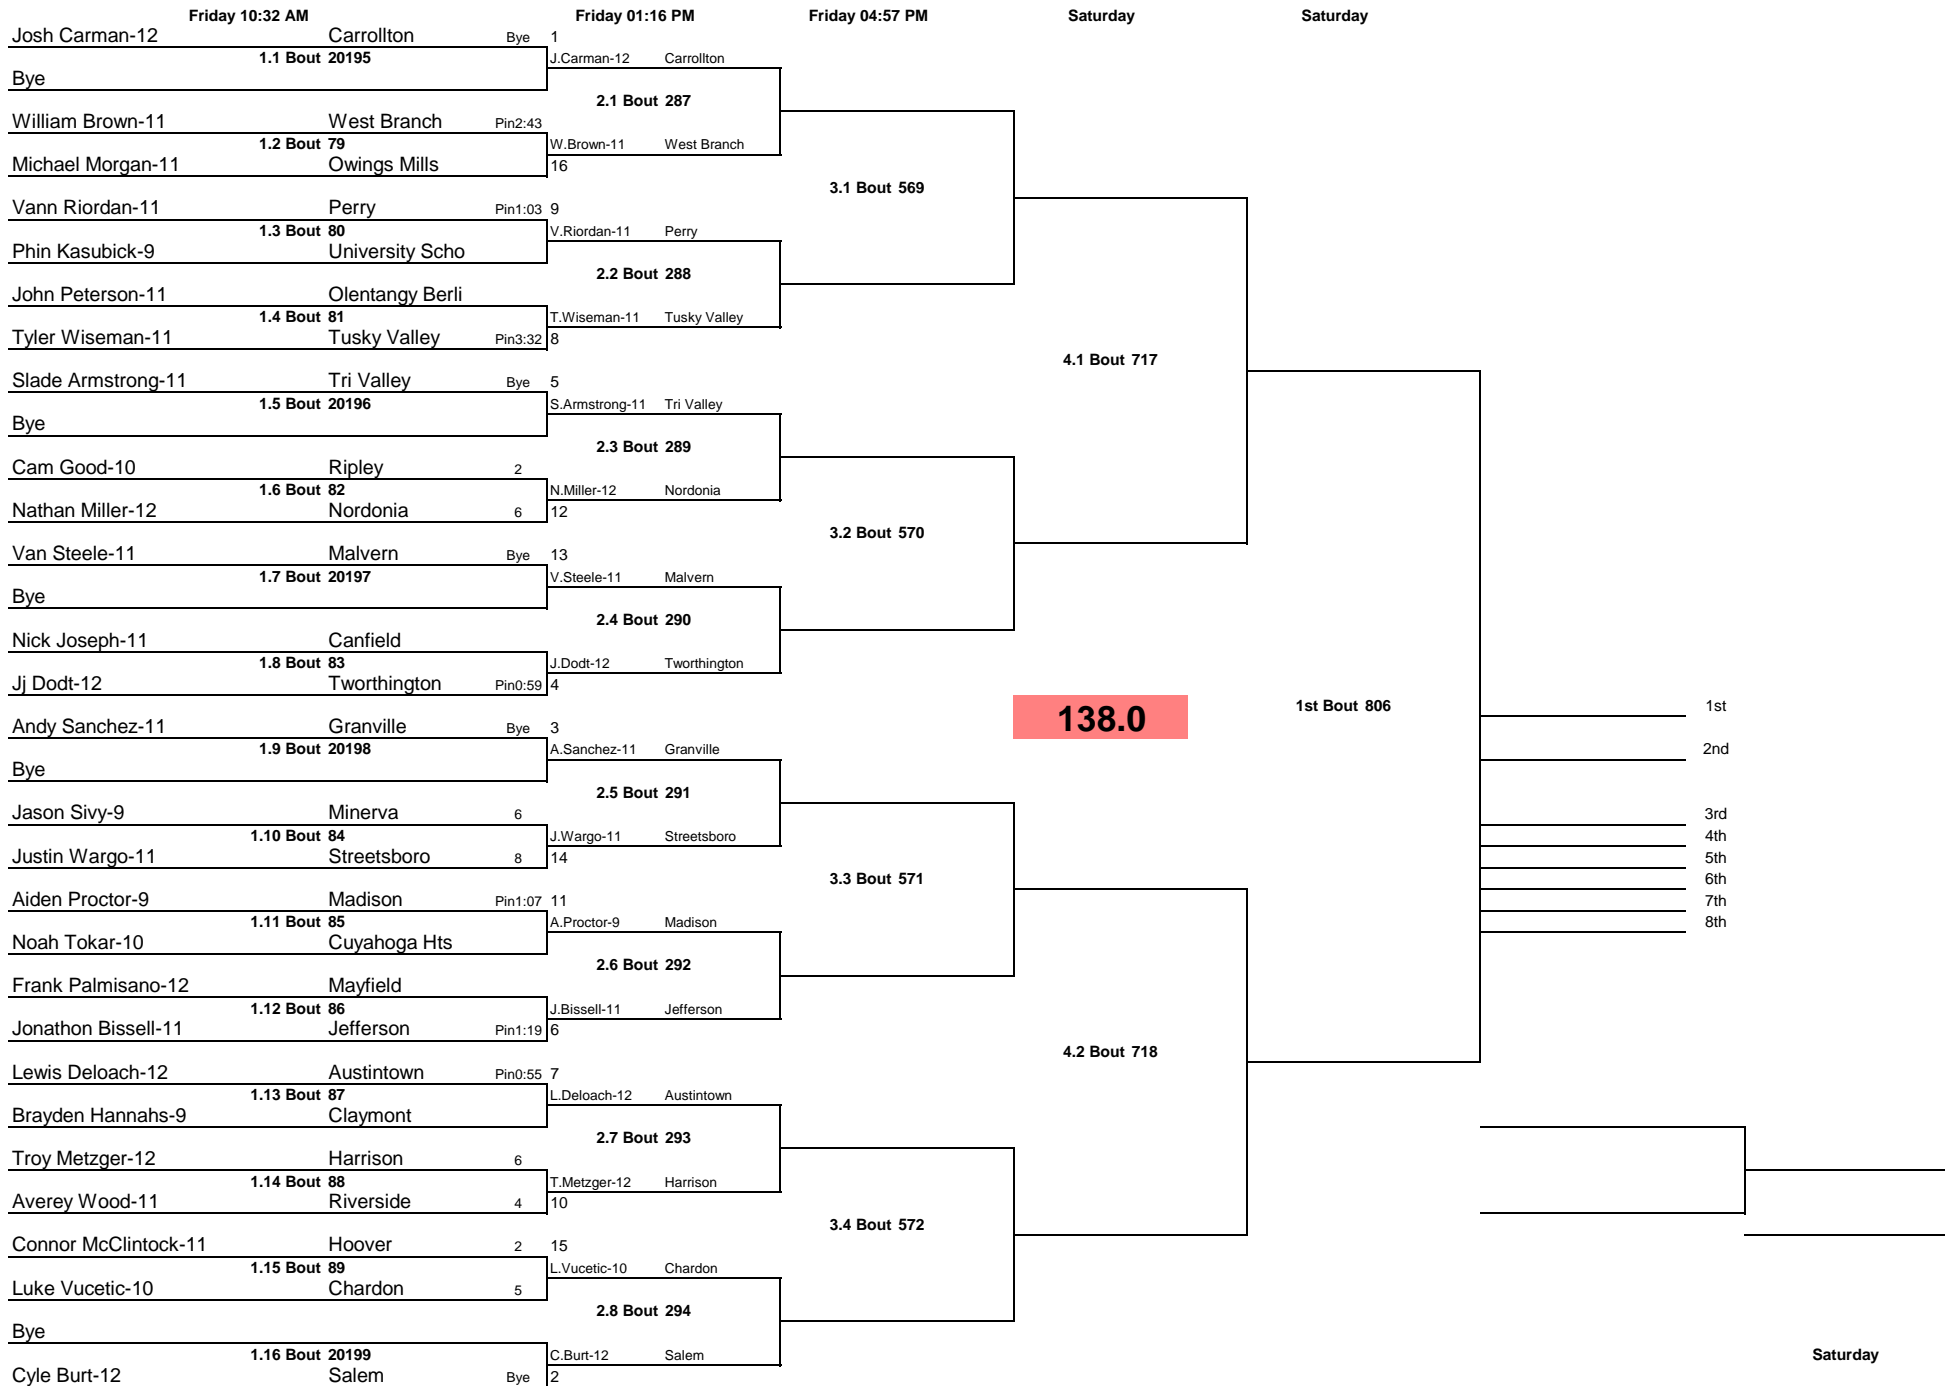 Friday 10:32 AM Friday 01:16 PM Friday 04:57 PM Saturday Saturday
Josh Carman-12 Carrollton Bye 1
1.1 Bout 20195 J.Carman-12 Carrollton
Bye
2.1 Bout 287
William Brown-11 West Branch Pin2:43
1.2 Bout 79 W.Brown-11 West Branch
Michael Morgan-11 Owings Mills 16
3.1 Bout 569
Vann Riordan-11 Perry Pin1:03 9
1.3 Bout 80 V.Riordan-11 Perry
Phin Kasubick-9 University Scho
2.2 Bout 288
John Peterson-11 Olentangy Berli
1.4 Bout 81 T.Wiseman-11 Tusky Valley
Tyler Wiseman-11 Tusky Valley Pin3:32 8
4.1 Bout 717
Slade Armstrong-11 Tri Valley Bye 5
1.5 Bout 20196 S.Armstrong-11 Tri Valley
Bye
2.3 Bout 289
Cam Good-10 Ripley 2
1.6 Bout 82 N.Miller-12 Nordonia
Nathan Miller-12 Nordonia 6 12
3.2 Bout 570
Van Steele-11 Malvern Bye 13
1.7 Bout 20197 V.Steele-11 Malvern
Bye
2.4 Bout 290
Nick Joseph-11 Canfield
1.8 Bout 83 J.Dodt-12 Tworthington
Jj Dodt-12 Tworthington Pin0:59 4
138.0 1st Bout 806 1st
Andy Sanchez-11 Granville Bye 3
1.9 Bout 20198 A.Sanchez-11 Granville 2nd
Bye
2.5 Bout 291
Jason Sivy-9 Minerva 6 3rd
1.10 Bout 84 J.Wargo-11 Streetsboro 4th
Justin Wargo-11 Streetsboro 8 14 5th
3.3 Bout 571 6th
Aiden Proctor-9 Madison Pin1:07 11 7th
1.11 Bout 85 A.Proctor-9 Madison 8th
Noah Tokar-10 Cuyahoga Hts
2.6 Bout 292
Frank Palmisano-12 Mayfield
1.12 Bout 86 J.Bissell-11 Jefferson
Jonathon Bissell-11 Jefferson Pin1:19 6
4.2 Bout 718
Lewis Deloach-12 Austintown Pin0:55 7
1.13 Bout 87 L.Deloach-12 Austintown
Brayden Hannahs-9 Claymont
2.7 Bout 293
Troy Metzger-12 Harrison 6
1.14 Bout 88 T.Metzger-12 Harrison
Averey Wood-11 Riverside 4 10
3.4 Bout 572
Connor McClintock-11 Hoover 2 15
1.15 Bout 89 L.Vucetic-10 Chardon
Luke Vucetic-10 Chardon 5
2.8 Bout 294
Bye
1.16 Bout 20199 C.Burt-12 Salem Saturday
Cyle Burt-12 Salem Bye 2